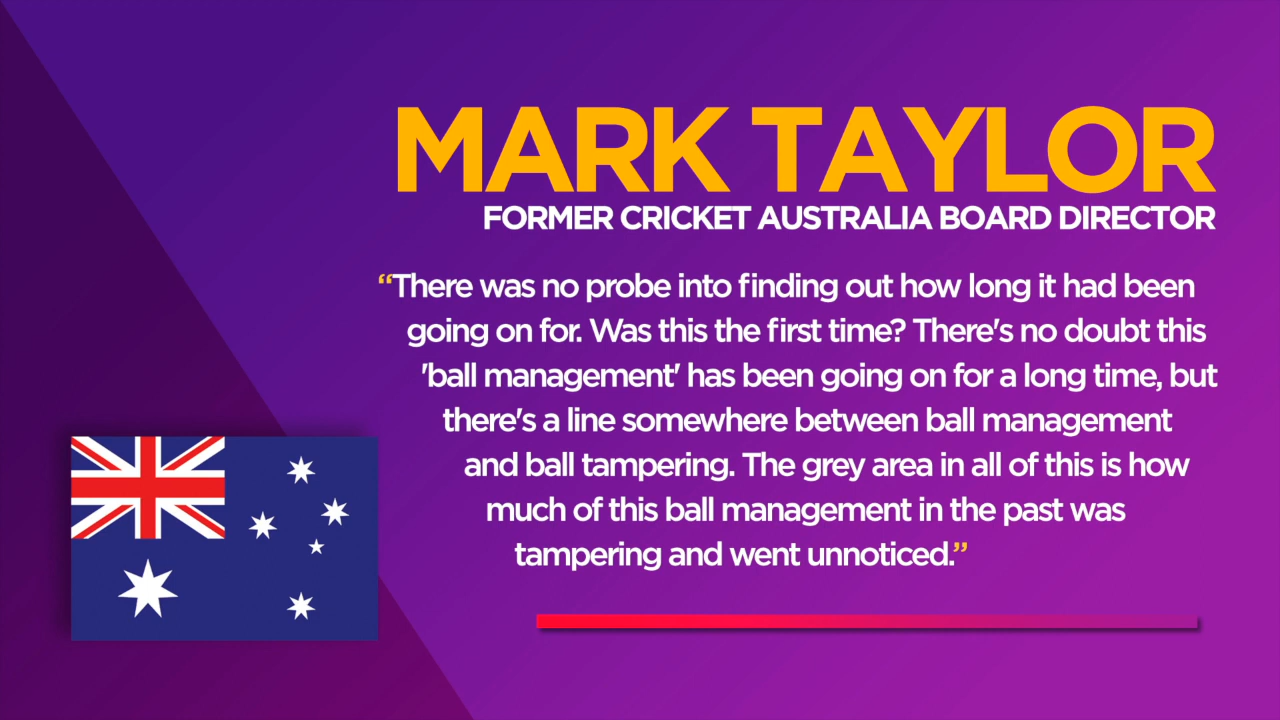 MARK TAYLOR
FORMER CRICKET AUSTRALIA BOARD DIRECTOR
“There was no probe into finding out how long it had been
going on for. Was this the first time? There's no doubt this
'ball management' has been going on for a long time, but
there's a line somewhere between ball management
and ball tampering. The grey area in all of this is how
much of this ball management in the past was
tampering and went unnoticed.”